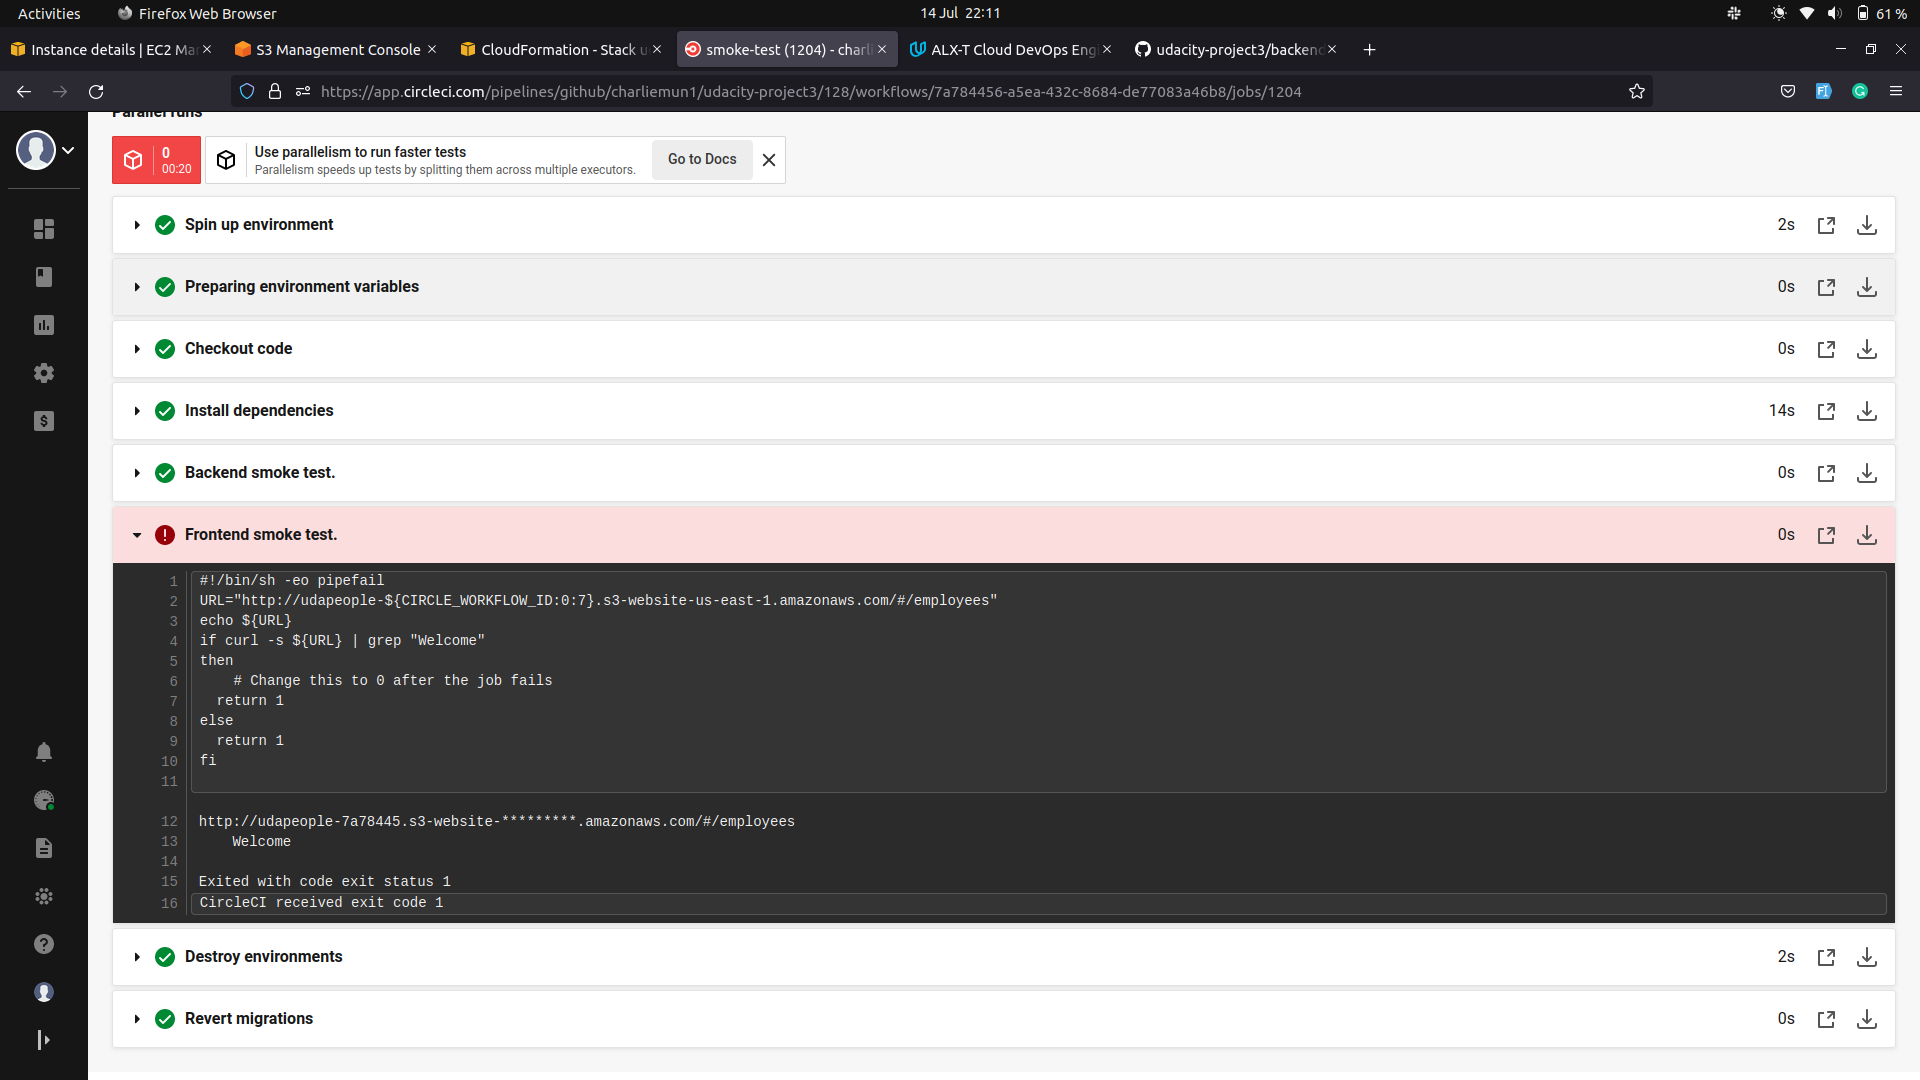 Activities
Firefox Web Browser
14 Jul 22:11
61 %
Instance details | EC2 Ma
S3 Management Console
CloudFormation - Stack u
smoke-test (1204) - charli
ALX-T Cloud DevOps Eng
udacity-project3/backend
https://app.circleci.com/pipelines/github/charliemun1/udacity-project3/128/workflows/7a784456-a5ea-432c-8684-de77083a46b8/jobs/1204
Parallel runs
0
00:20
Use parallelism to run faster tests
Parallelism speeds up tests by splitting them across multiple executors.
Go to Docs
Spin up environment
2s
Preparing environment variables
0s
Checkout code
0s
Install dependencies
14s
Backend smoke test.
0s
Frontend smoke test.
0s
1 #!/bin/sh -eo pipefail
2 URL="http://udapeople-${CIRCLE_WORKFLOW_ID:0:7}.s3-website-us-east-1.amazonaws.com/#/employees"
3 echo ${URL}
4 if curl -s ${URL} | grep "Welcome"
5 then
6 # Change this to 0 after the job fails
7 return 1
8 else
9 return 1
10 fi
11
12 http://udapeople-7a78445.s3-website-*********.amazonaws.com/#/employees
13 Welcome
14
15 Exited with code exit status 1
16 CircleCI received exit code 1
Destroy environments
2s
Revert migrations
0s